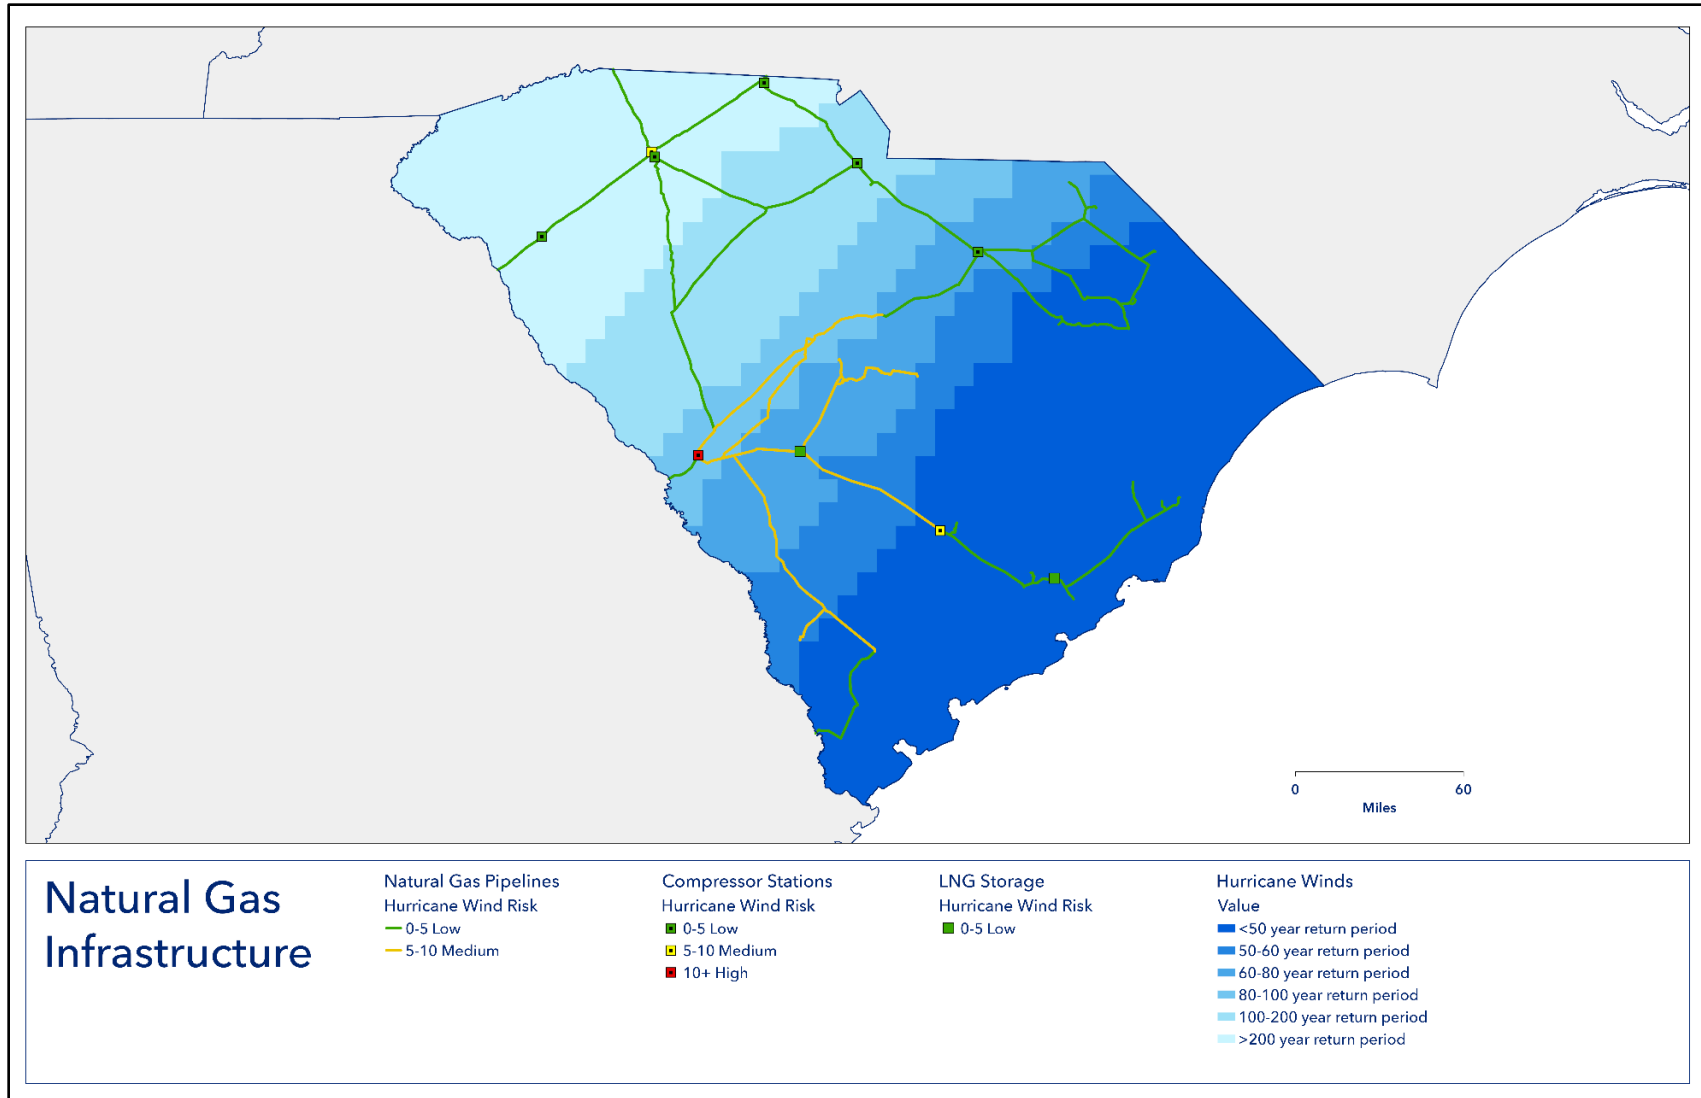 0
60
Miles
Natural Gas
Infrastructure
Natural Gas Pipelines
Hurricane Wind Risk
0-5 Low
5-10 Medium
Compressor Stations
Hurricane Wind Risk
0-5 Low
5-10 Medium
10+ High
LNG Storage
Hurricane Wind Risk
0-5 Low
Hurricane Winds
Value
<50 year return period
50-60 year return period
60-80 year return period
80-100 year return period
100-200 year return period
>200 year return period